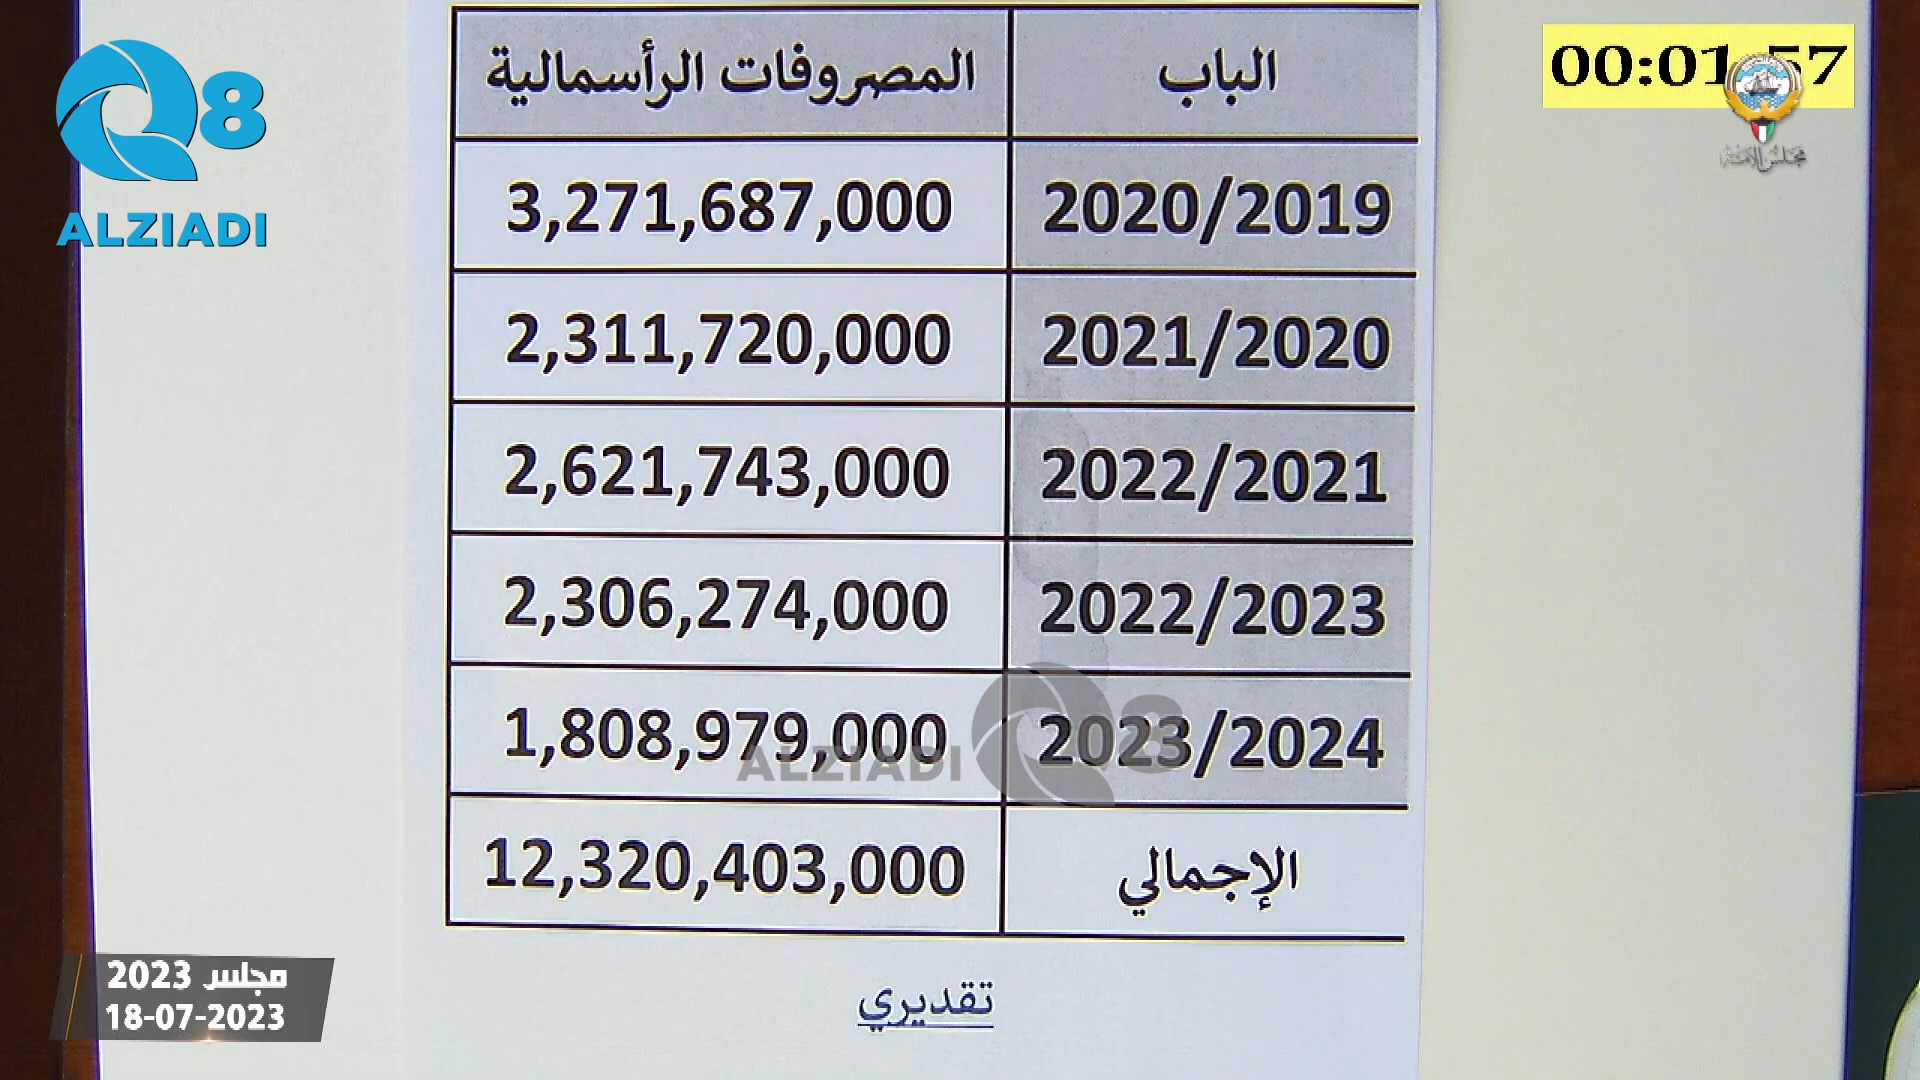 الباب المصروفات الرأسمالية
2020/2019 3,271,687,000
2021/2020 2,311,720,000
2022/2021 2,621,743,000
2022/2023 2,306,274,000
2023/2024 1,808,979,000
الإجمالي 12,320,403,000
تقديري
Q8
ALZIADI
00:01:57
مجلس الأمة
ALZIADI Q8
مجلس 2023
18-07-2023